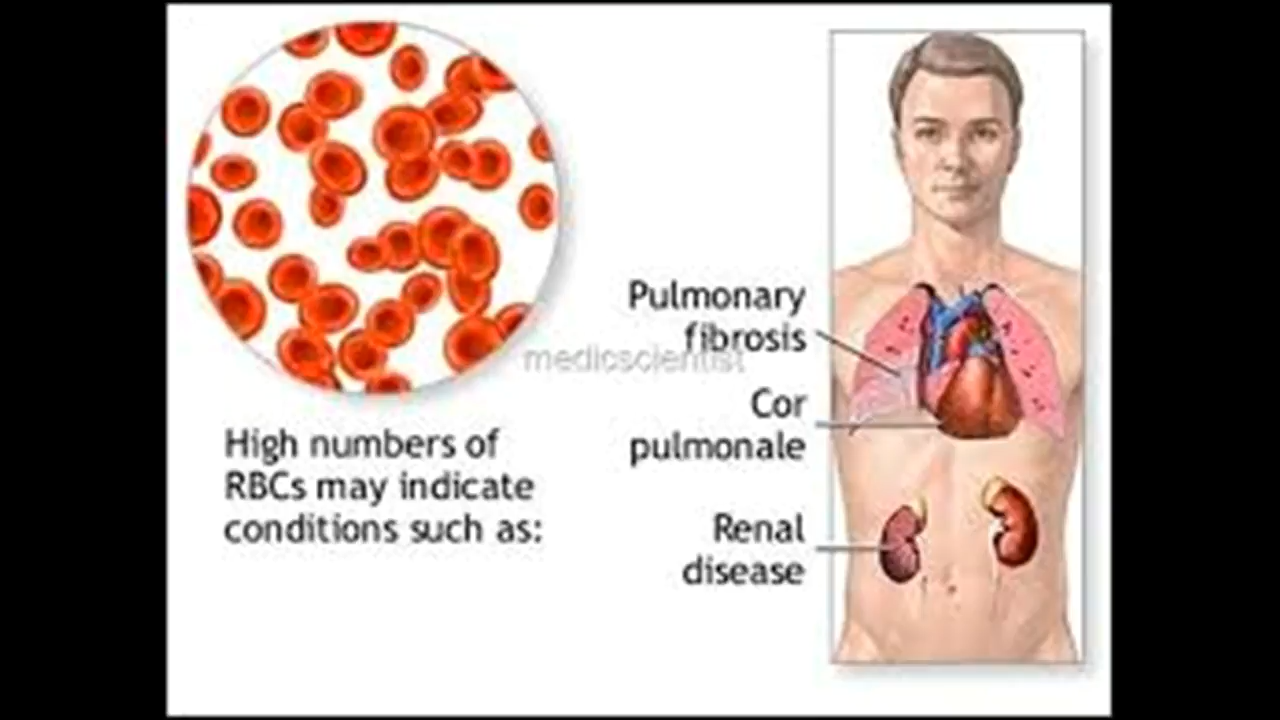 High numbers of
RBCs may indicate
conditions such as:
Pulmonary
fibrosis
medicscientist
Cor
pulmonale
Renal
disease